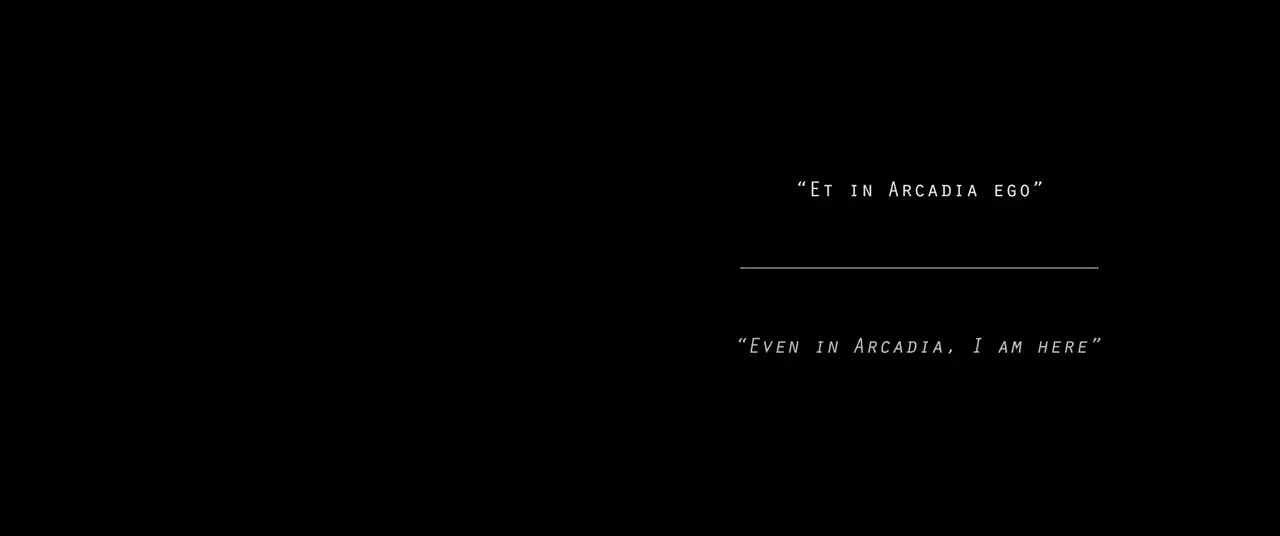 “Et in Arcadia ego”
“Even in Arcadia, I am here”